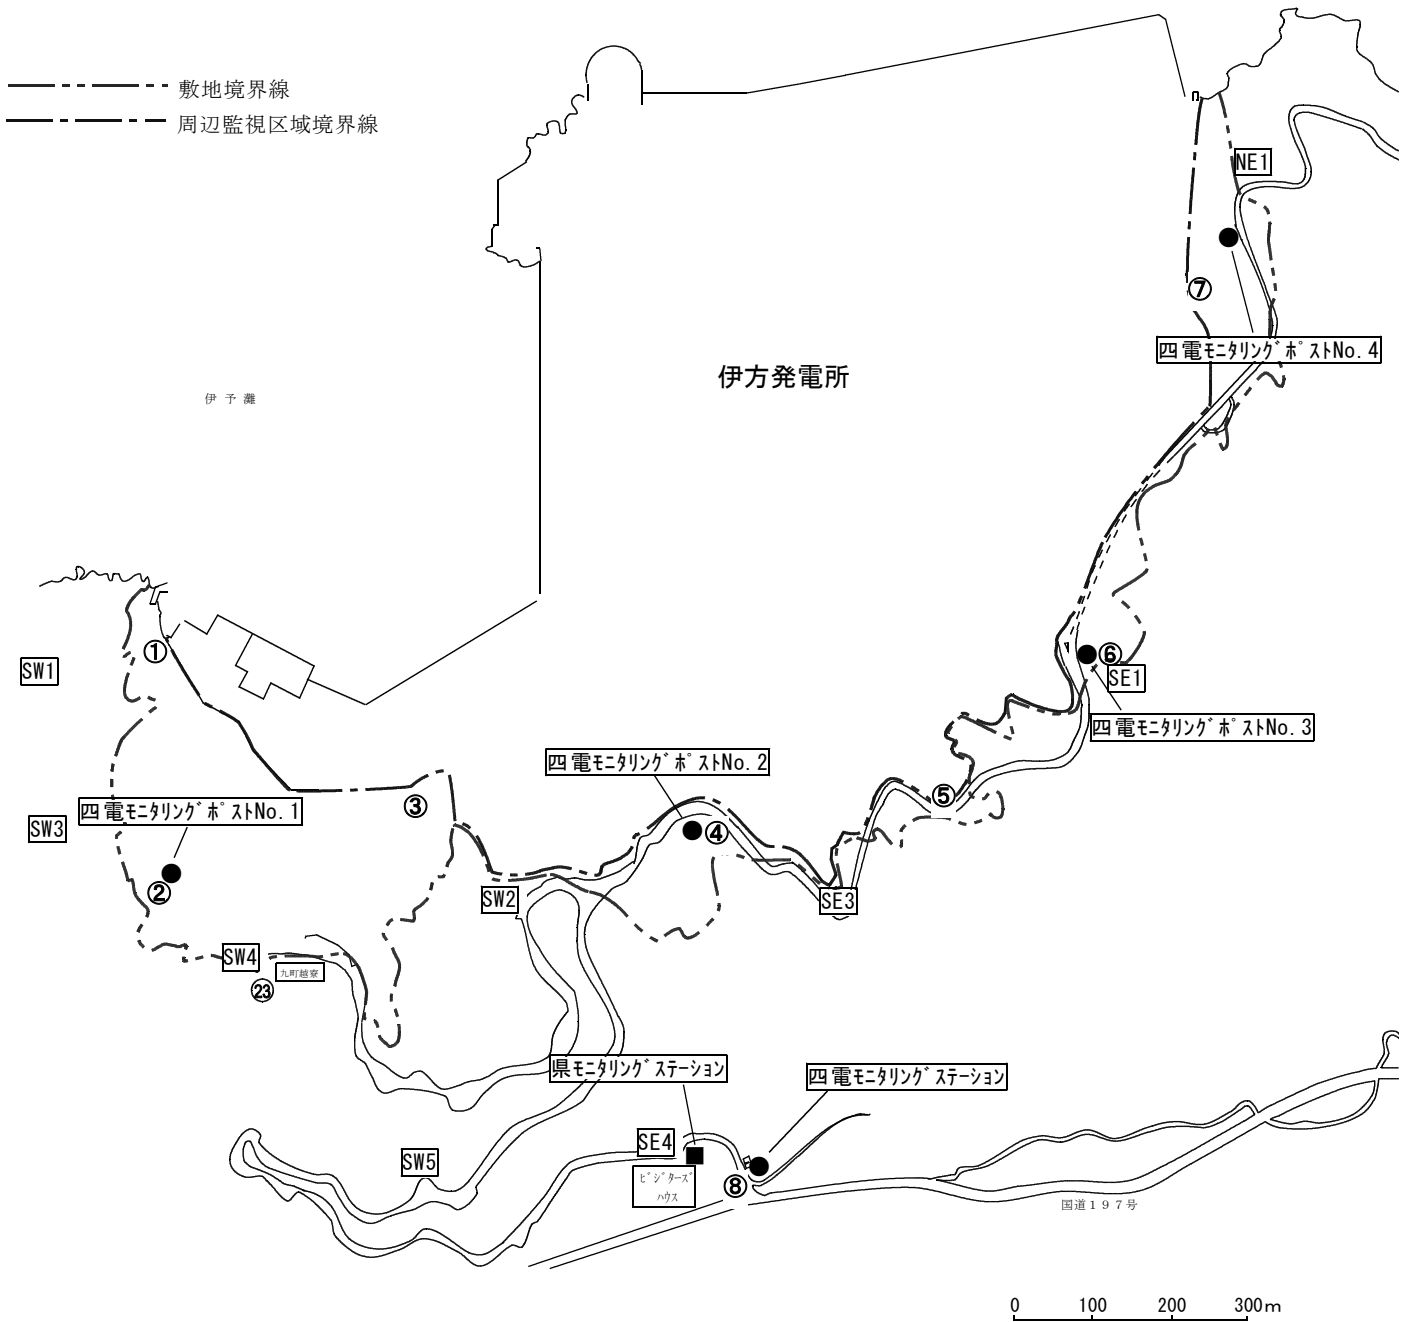 敷地境界線
周辺監視区域境界線
NE1
⑦
四電モニタリングポストNo.4
伊方発電所
伊予灘
①
SW1
⑥
SE1
四電モニタリングポストNo.3
四電モニタリングポストNo.2
⑤
四電モニタリングポストNo.1
③
SW3
④
②
SW2
SE3
SW4
九町越寮
㉓
県モニタリングステーション
四電モニタリングステーション
SE4
SW5
ビジターズ
ハウス
⑧
国道197号
0 100 200 300m